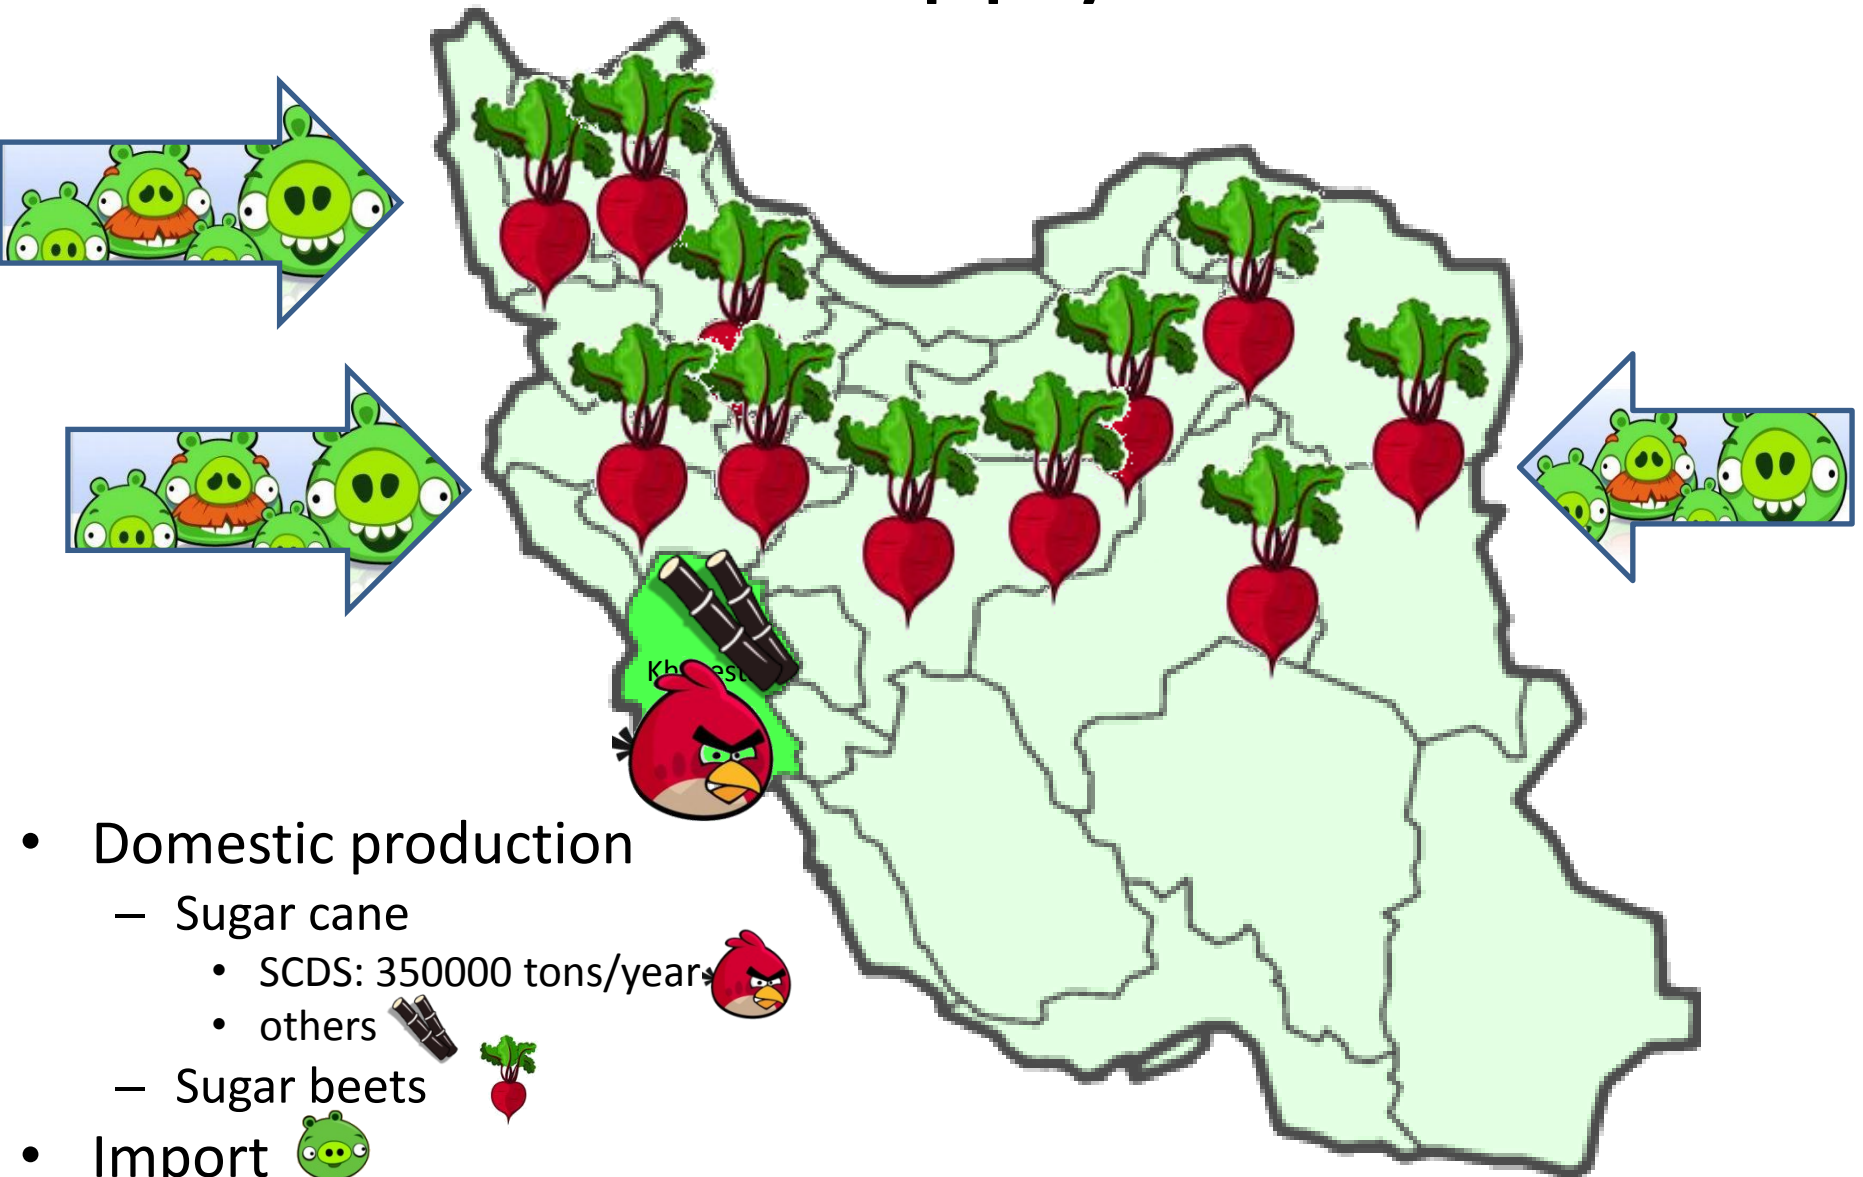 • Domestic production
– Sugar cane
• SCDS: 350000 tons/year
• others
– Sugar beets
• Import